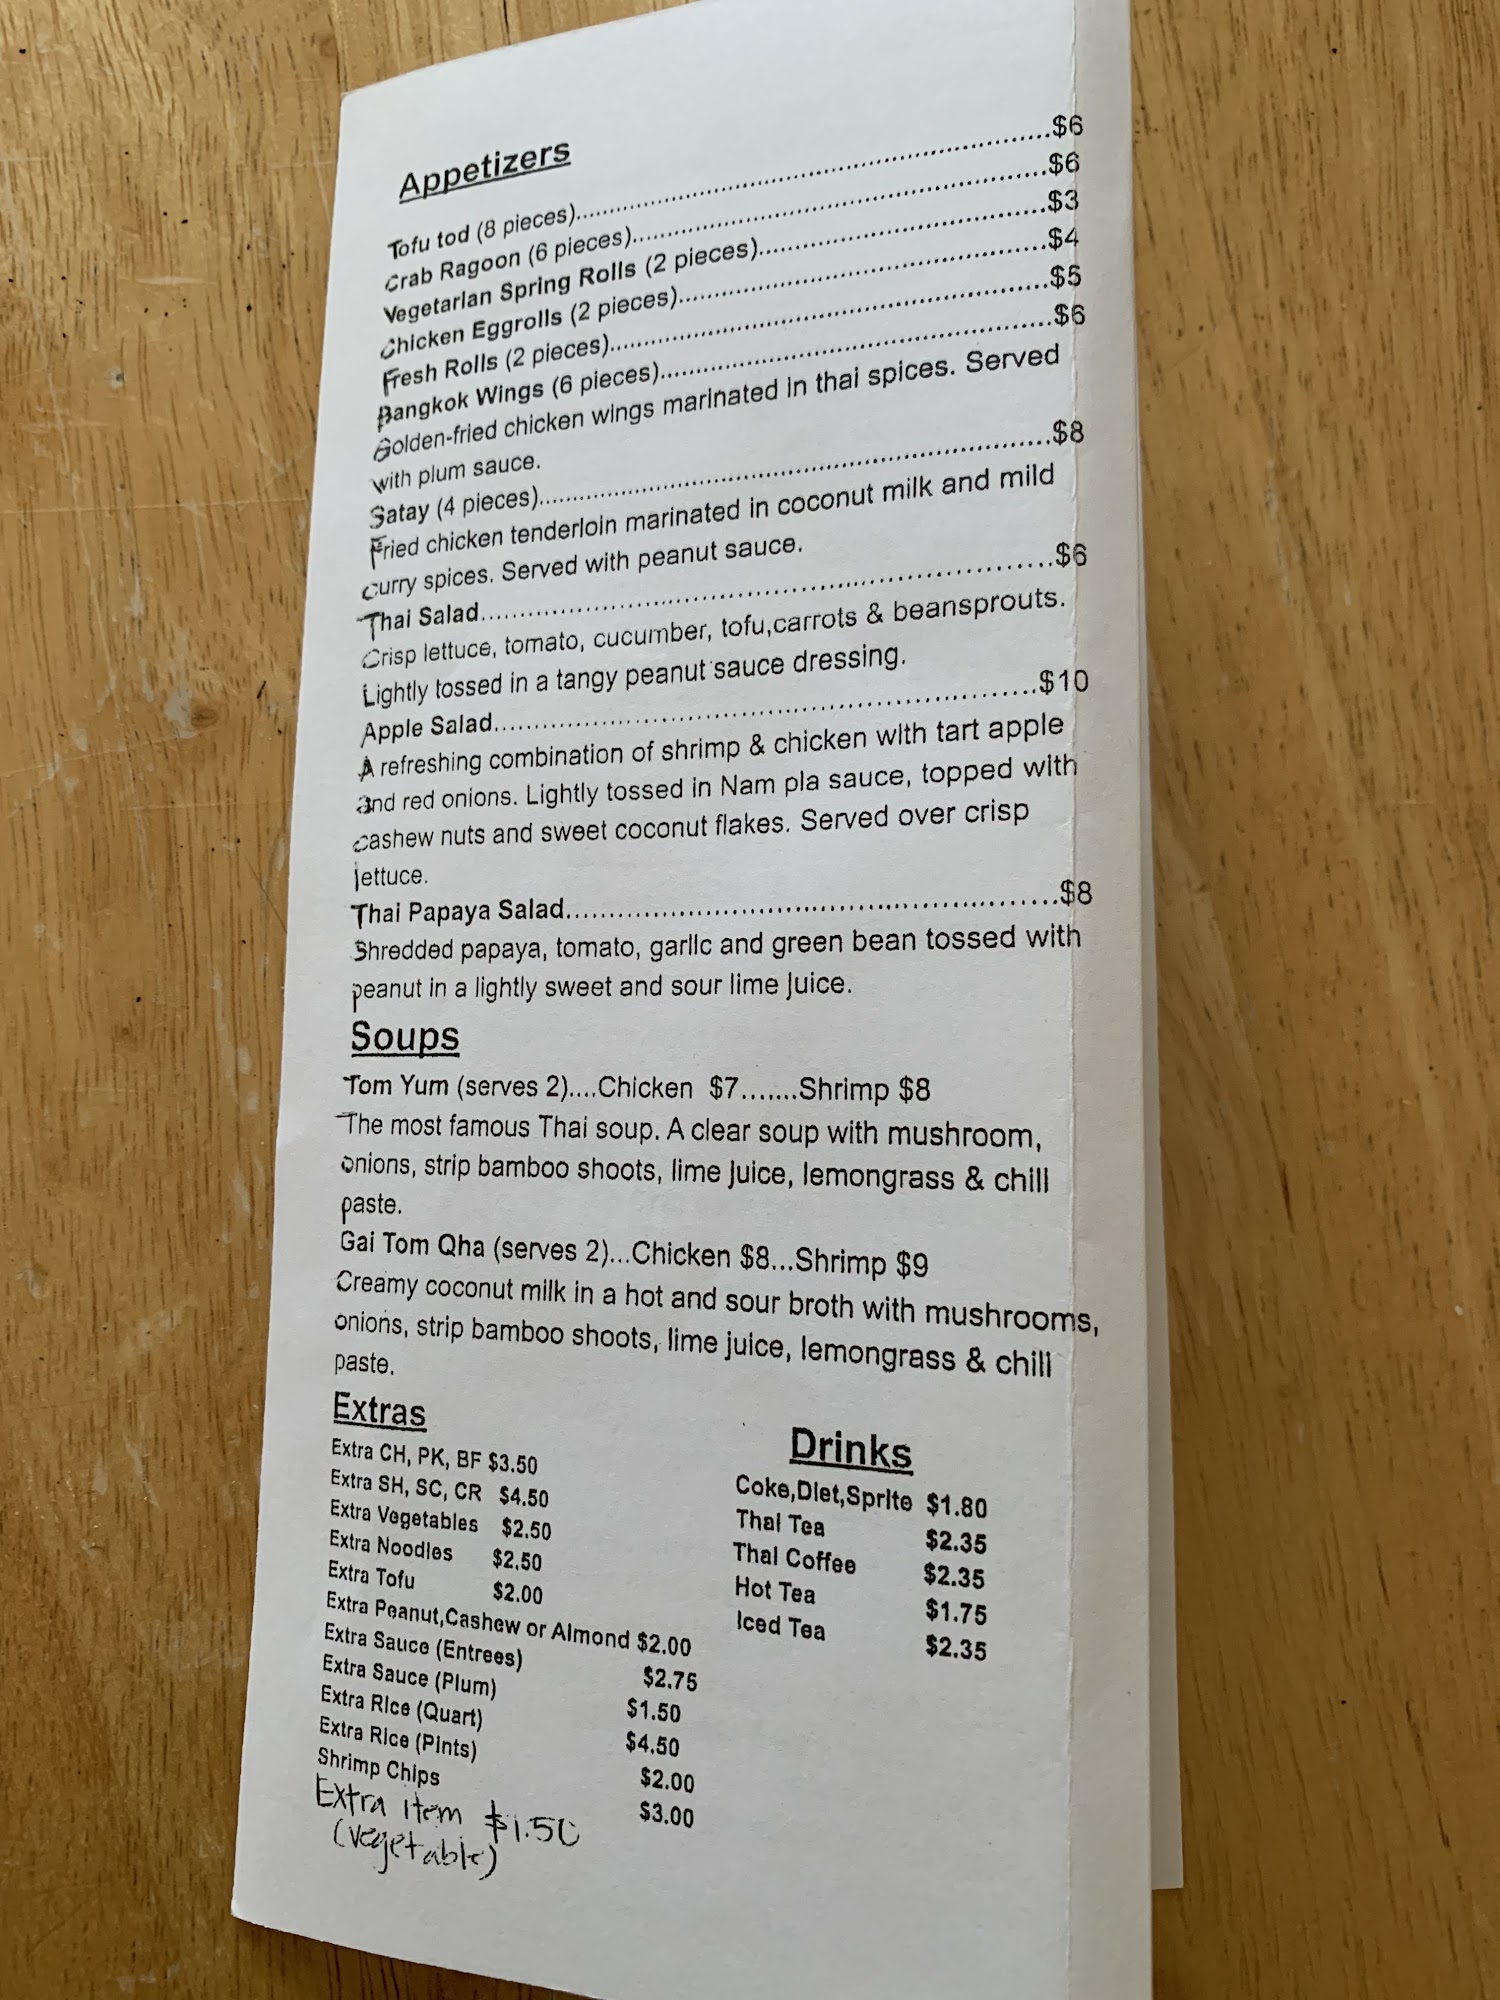 Appetizers
Tofu tod (8 pieces)..............................$6
Crab Ragoon (6 pieces)..............................$6
Vegetarian Spring Rolls (2 pieces)..............................$3
Chicken Eggrolls (2 pieces)..............................$4
Fresh Rolls (2 pieces)..............................$5
Bangkok Wings (6 pieces)..............................$6
Golden-fried chicken wings marinated in thai spices. Served
with plum sauce.
Satay (4 pieces)..............................$8
Fried chicken tenderloin marinated in coconut milk and mild
curry spices. Served with peanut sauce.
Thai Salad..............................$6
Crisp lettuce, tomato, cucumber, tofu,carrots & beansprouts.
Lightly tossed in a tangy peanut sauce dressing.
Apple Salad..............................$10
A refreshing combination of shrimp & chicken with tart apple
and red onions. Lightly tossed in Nam pla sauce, topped with
cashew nuts and sweet coconut flakes. Served over crisp
lettuce.
Thai Papaya Salad..............................$8
Shredded papaya, tomato, garlic and green bean tossed with
peanut in a lightly sweet and sour lime juice.
Soups
Tom Yum (serves 2)....Chicken $7.......Shrimp $8
The most famous Thai soup. A clear soup with mushroom,
onions, strip bamboo shoots, lime juice, lemongrass & chili
paste.
Gai Tom Qha (serves 2)...Chicken $8...Shrimp $9
Creamy coconut milk in a hot and sour broth with mushrooms,
onions, strip bamboo shoots, lime juice, lemongrass & chili
paste.
Extras
Extra CH, PK, BF $3.50
Extra SH, SC, CR $4.50
Extra Vegetables $2.50
Extra Noodles $2.50
Extra Tofu $2.00
Extra Peanut,Cashew or Almond $2.00
Extra Sauce (Entrees) $2.75
Extra Sauce (Plum) $1.50
Extra Rice (Quart) $4.50
Extra Rice (Pints) $2.00
Shrimp Chips $3.00
Extra item $1.50
(vegetable)
Drinks
Coke,Diet,Sprite $1.80
Thai Tea $2.35
Thai Coffee $2.35
Hot Tea $1.75
Iced Tea $2.35